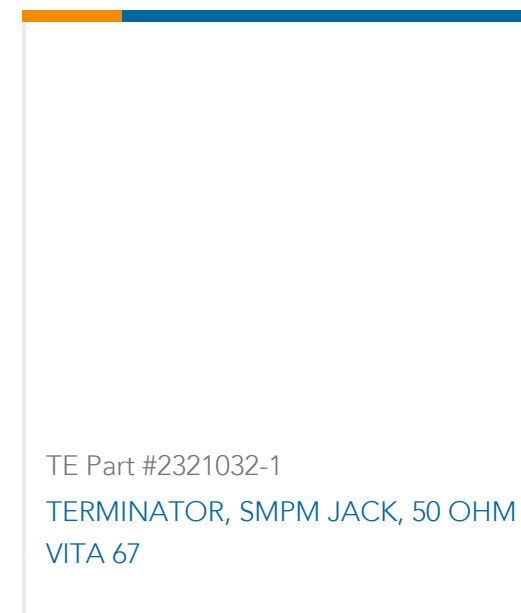 TE Part #2321032-1
TERMINATOR, SMPM JACK, 50 OHM
VITA 67